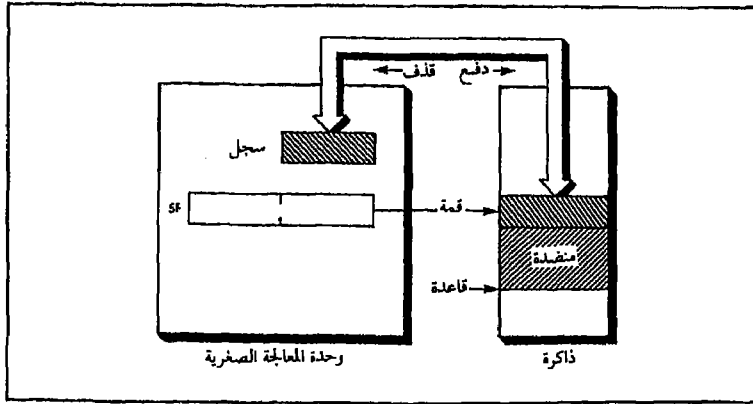 قذف دفع
سجل
SP
قمة
منضدة
قاعدة
وحدة المعالجة الصغرية
ذاكرة